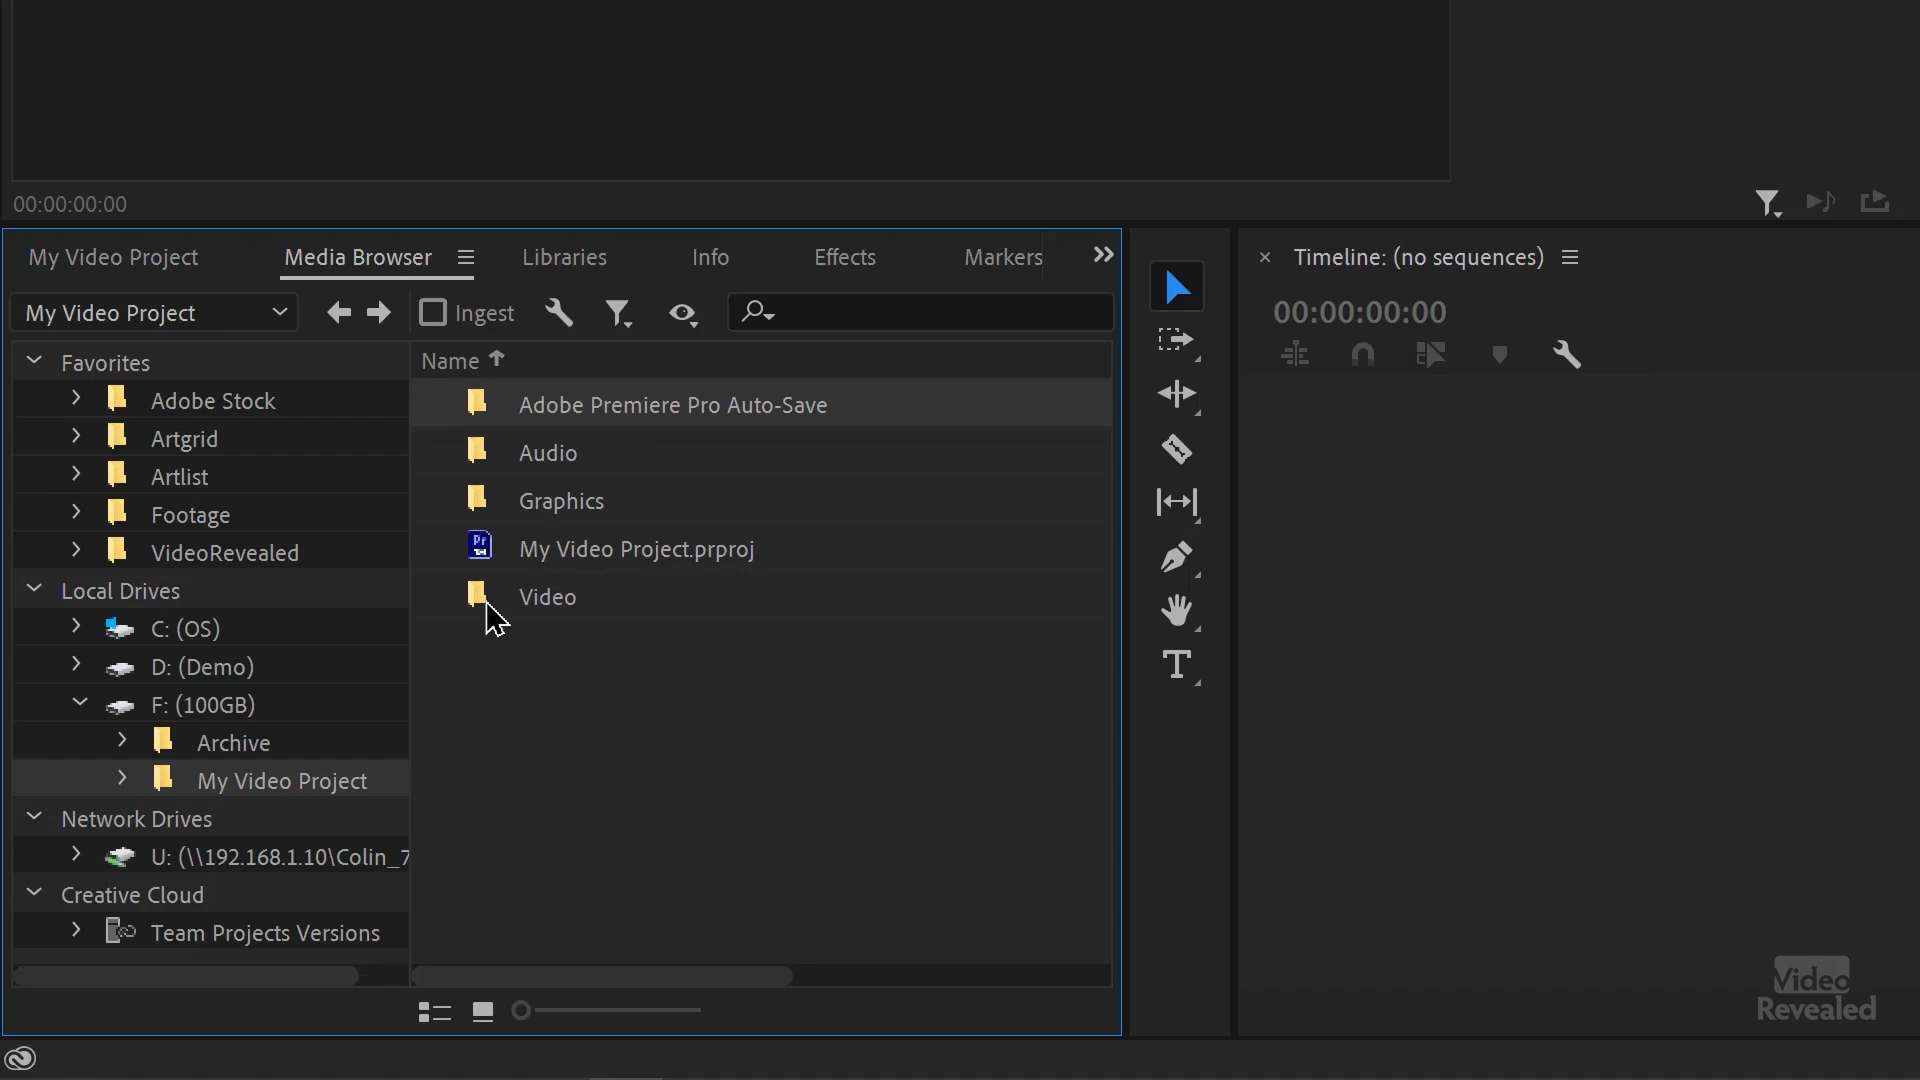 00:00:00:00
My Video Project
Media Browser
Libraries
Info
Effects
Markers
Timeline: (no sequences)
My Video Project
Ingest
00:00:00:00
Favorites
Adobe Stock
Artgrid
Artlist
Footage
VideoRevealed
Local Drives
C: (OS)
D: (Demo)
F: (100GB)
Archive
My Video Project
Network Drives
U: (\\192.168.1.10\Colin_7
Creative Cloud
Team Projects Versions
Name
Adobe Premiere Pro Auto-Save
Audio
Graphics
Pr
My Video Project.prproj
Video
Video
Revealed